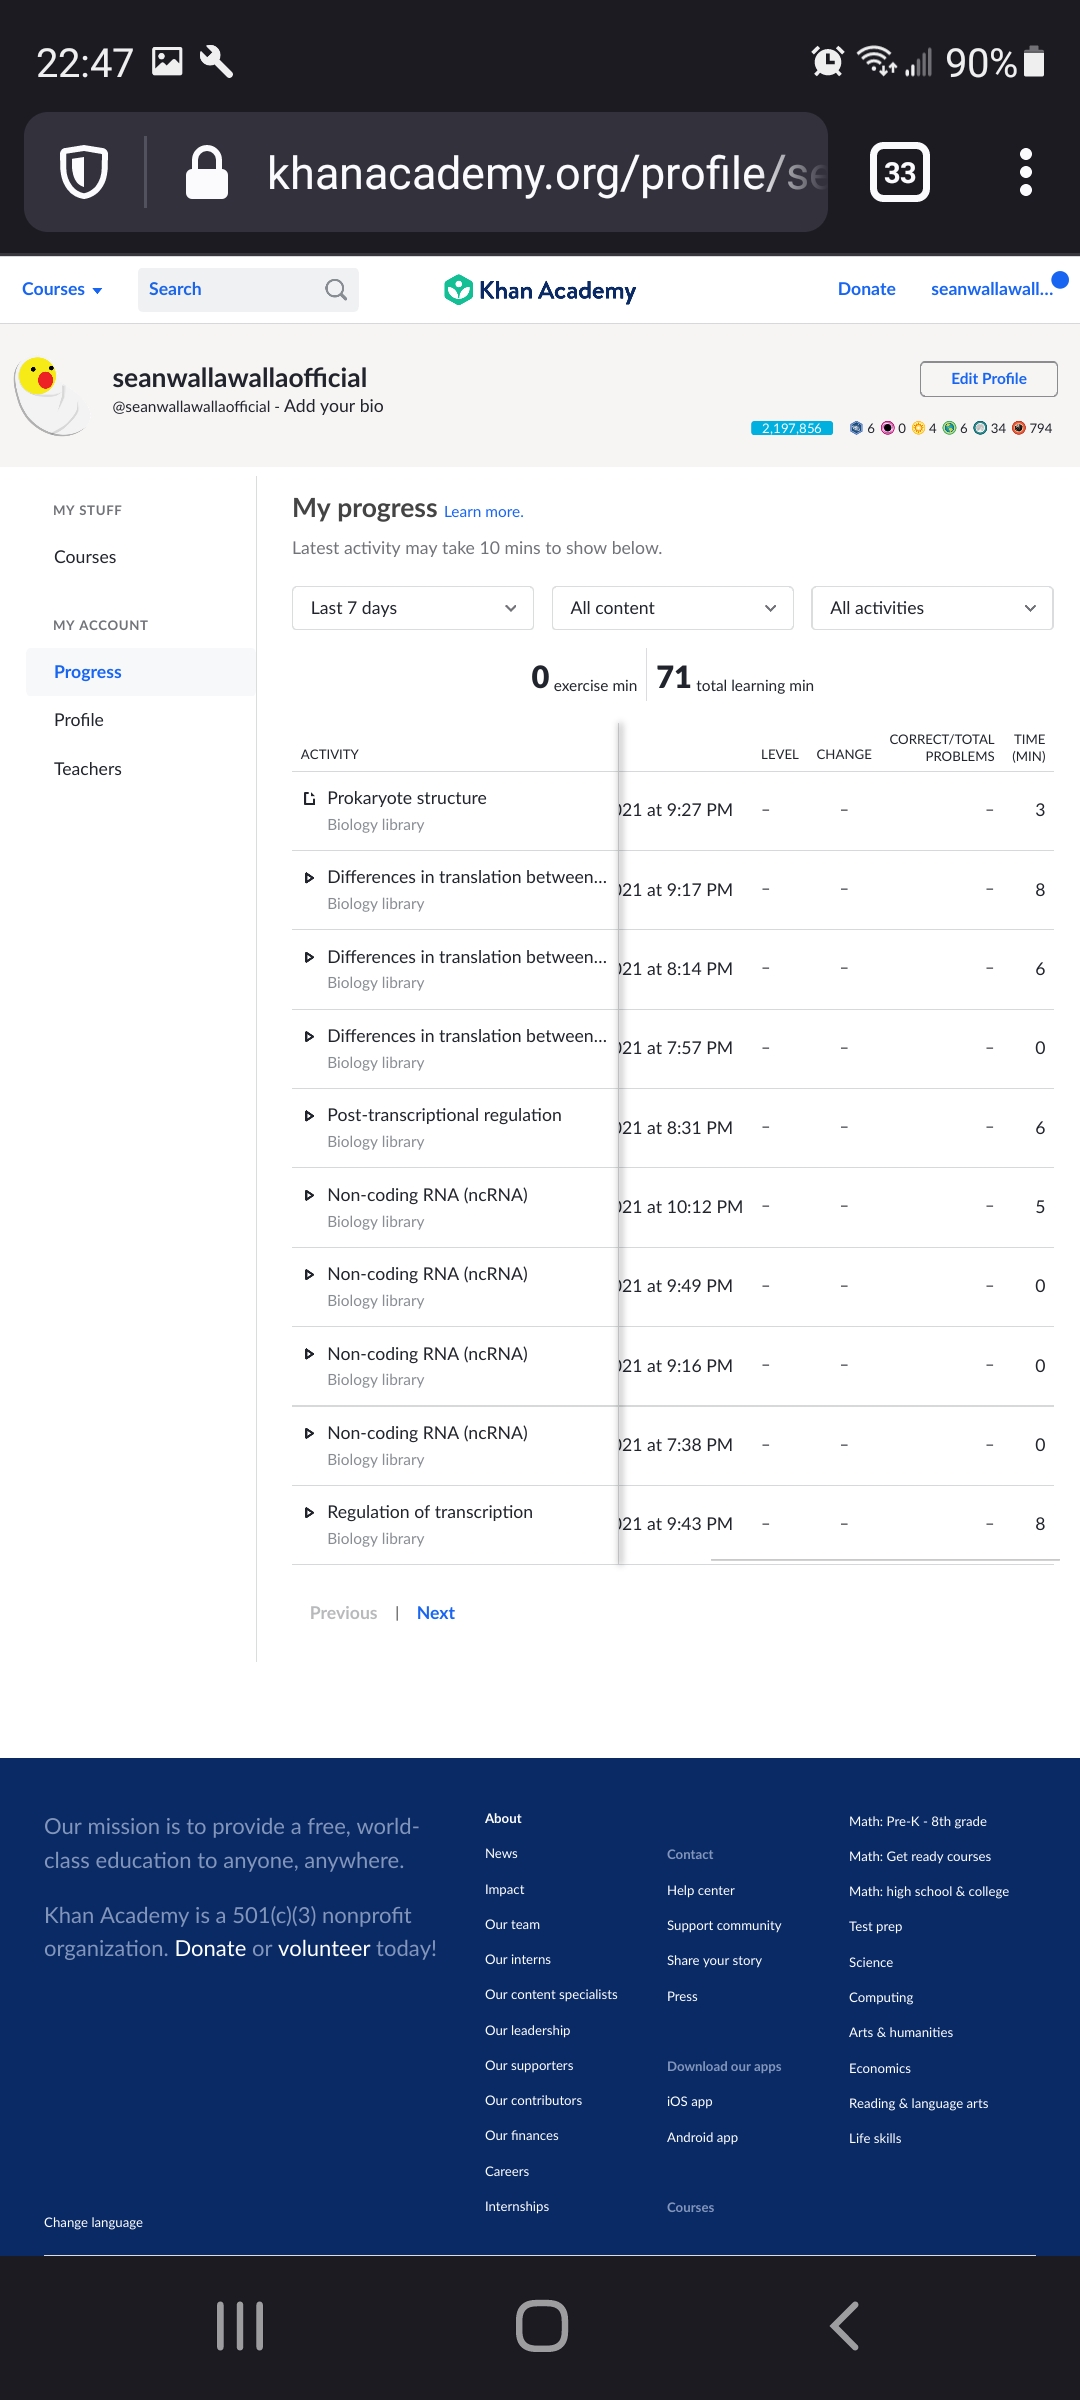 22:47 90%
khanacademy.org/profile/se 33
Courses Search Khan Academy Donate seanwallawall...
seanwallawallaofficial
@seanwallawallaofficial - Add your bio
Edit Profile
2,197,856 6 0 4 6 34 794
MY STUFF
Courses
MY ACCOUNT
Progress
Profile
Teachers
My progress Learn more.
Latest activity may take 10 mins to show below.
Last 7 days All content All activities
0 exercise min 71 total learning min
ACTIVITY LEVEL CHANGE CORRECT/TOTAL PROBLEMS TIME (MIN)
Prokaryote structure
Biology library
021 at 9:27 PM – – – 3
Differences in translation between...
Biology library
021 at 9:17 PM – – – 8
Differences in translation between...
Biology library
021 at 8:14 PM – – – 6
Differences in translation between...
Biology library
021 at 7:57 PM – – – 0
Post-transcriptional regulation
Biology library
021 at 8:31 PM – – – 6
Non-coding RNA (ncRNA)
Biology library
021 at 10:12 PM – – – 5
Non-coding RNA (ncRNA)
Biology library
021 at 9:49 PM – – – 0
Non-coding RNA (ncRNA)
Biology library
021 at 9:16 PM – – – 0
Non-coding RNA (ncRNA)
Biology library
021 at 7:38 PM – – – 0
Regulation of transcription
Biology library
021 at 9:43 PM – – – 8
Previous | Next
Our mission is to provide a free, world-
class education to anyone, anywhere.
Khan Academy is a 501(c)(3) nonprofit
organization. Donate or volunteer today!
Change language
About
News
Impact
Our team
Our interns
Our content specialists
Our leadership
Our supporters
Our contributors
Our finances
Careers
Internships
Contact
Help center
Support community
Share your story
Press
Download our apps
iOS app
Android app
Courses
Math: Pre-K - 8th grade
Math: Get ready courses
Math: high school & college
Test prep
Science
Computing
Arts & humanities
Economics
Reading & language arts
Life skills